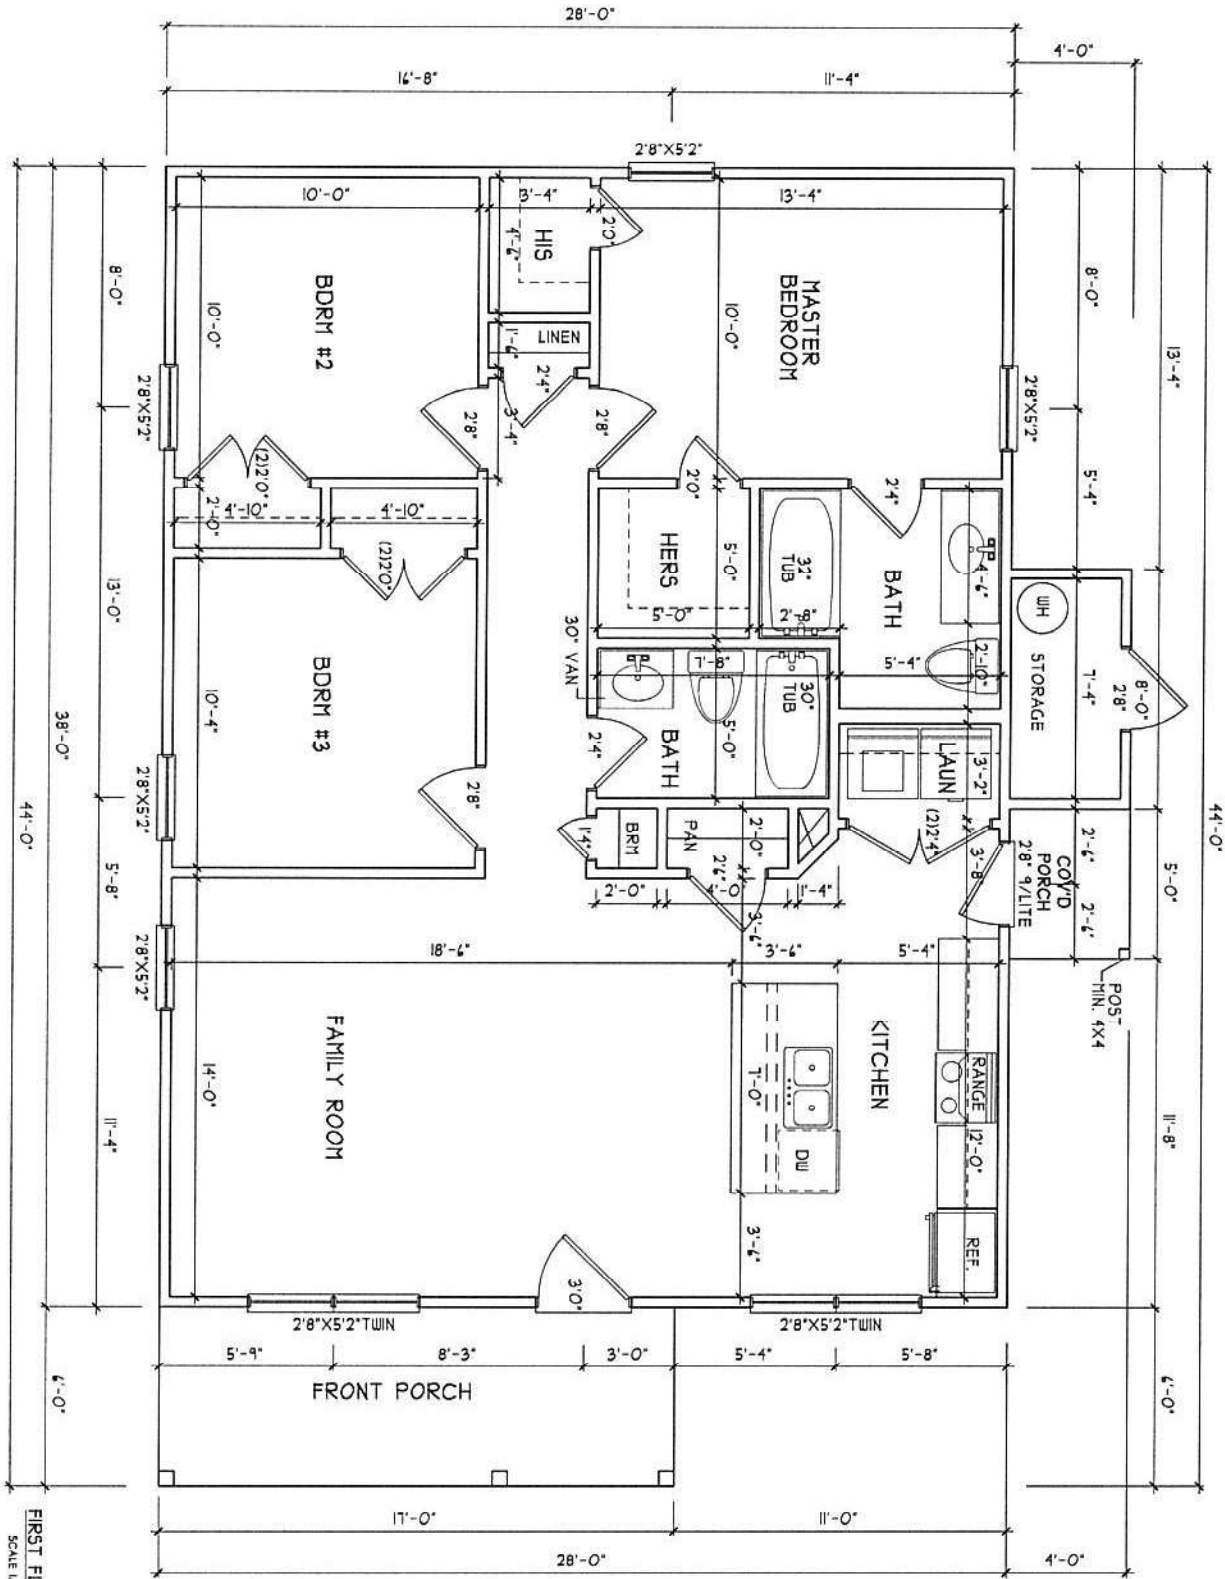 28'-0"
4'-0"
16'-8"
11'-4"
2'8"X5'2"
44'-0"
38'-0"
8'-0"
13'-0"
5'-8"
11'-4"
6'-0"
44'-0"
13'-4"
8'-0"
5'-4"
5'-0"
11'-8"
6'-0"
10'-0"
3'-4"
13'-4"
HIS
4'-6"
2'0"
BDRM #2
10'-0"
MASTER
BEDROOM
10'-0"
LINEN
1'-6"
2'4"
3'-4"
2'8"
2'8"
2'8"X5'2"
2'8"X5'2"
(2)2'0"
2'0"
2'4"
2'-0"
4'-10"
4'-10"
(2)2'0"
HERS
5'-0"
5'-0"
32"
TUB
2'-8"
BATH
4'-6"
5'-4"
2'-10"
WH
STORAGE
7'-4"
8'-0"
2'8"
BDRM #3
10'-4"
30" VAN
7'-8"
30"
TUB
5'-0"
BATH
2'4"
2'8"
2'8"X5'2"
LAUN
3'-2"
(2)2'4"
1'4"
BRM
PAN
2'-0"
2'6"
2'-0"
4'-0"
1'-4"
3'-8"
COV'D
PORCH
2'8" 9/LITE
2'-6"
2'-6"
POST
MIN. 4X4
2'8"X5'2"
18'-6"
3'-6"
3'-6"
5'-4"
FAMILY ROOM
14'-0"
KITCHEN
RANGE
7'-0"
DW
12'-0"
REF.
3'-6"
3'0"
2'8"X5'2"TWIN
2'8"X5'2"TWIN
5'-9"
8'-3"
3'-0"
5'-4"
5'-8"
FRONT PORCH
17'-0"
11'-0"
28'-0"
4'-0"
FIRST